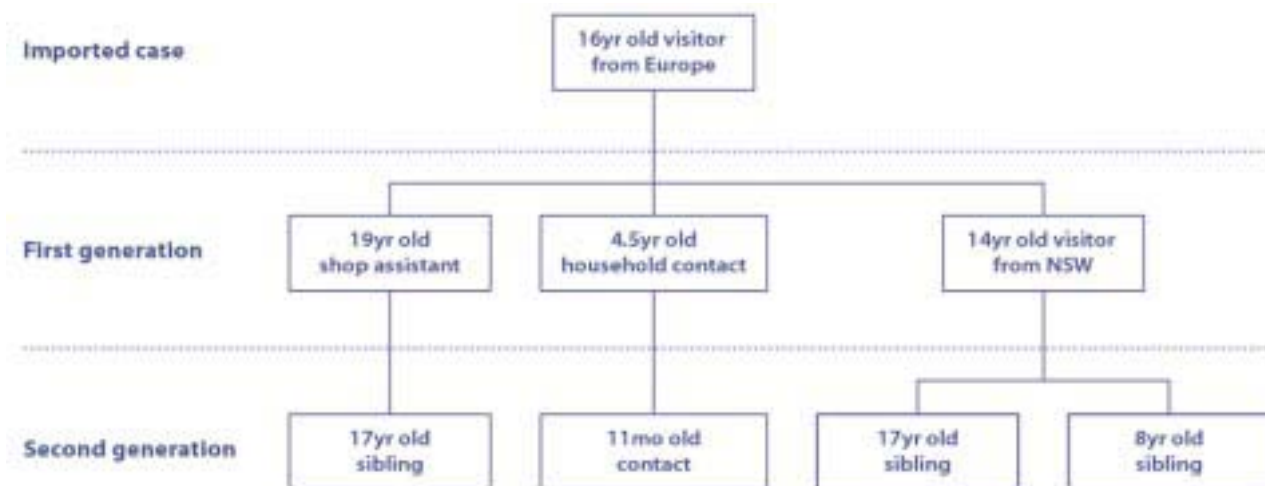 Imported case
16yr old visitor
from Europe
First generation
19yr old
shop assistant
4.5yr old
household contact
14yr old visitor
from NSW
Second generation
17yr old
sibling
11mo old
contact
17yr old
sibling
8yr old
sibling